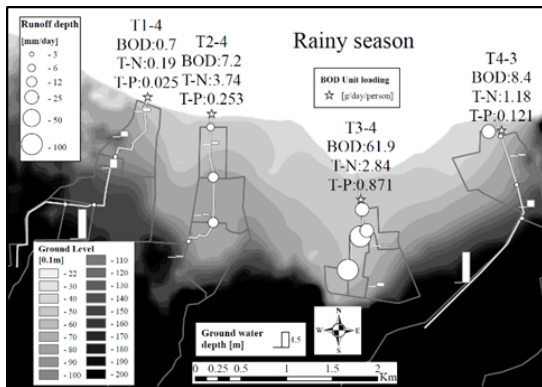 Runoff depth
[mm/day]
- 3
- 6
- 12
- 25
- 50
- 100
T1-4
BOD:0.7
T-N:0.19
T-P:0.025
T2-4
BOD:7.2
T-N:3.74
T-P:0.253
Rainy season
BOD Unit loading
[g/day/person]
T3-4
BOD:61.9
T-N:2.84
T-P:0.871
T4-3
BOD:8.4
T-N:1.18
T-P:0.121
Ground Level
[0.1m]
- 22
- 30
- 40
- 50
- 60
- 70
- 80
- 90
- 100
- 110
- 120
- 130
- 140
- 150
- 160
- 170
- 180
- 190
- 200
Ground water
depth [m]
1.5
N
W
E
S
0 0.25 0.5 1 1.5 2
Km